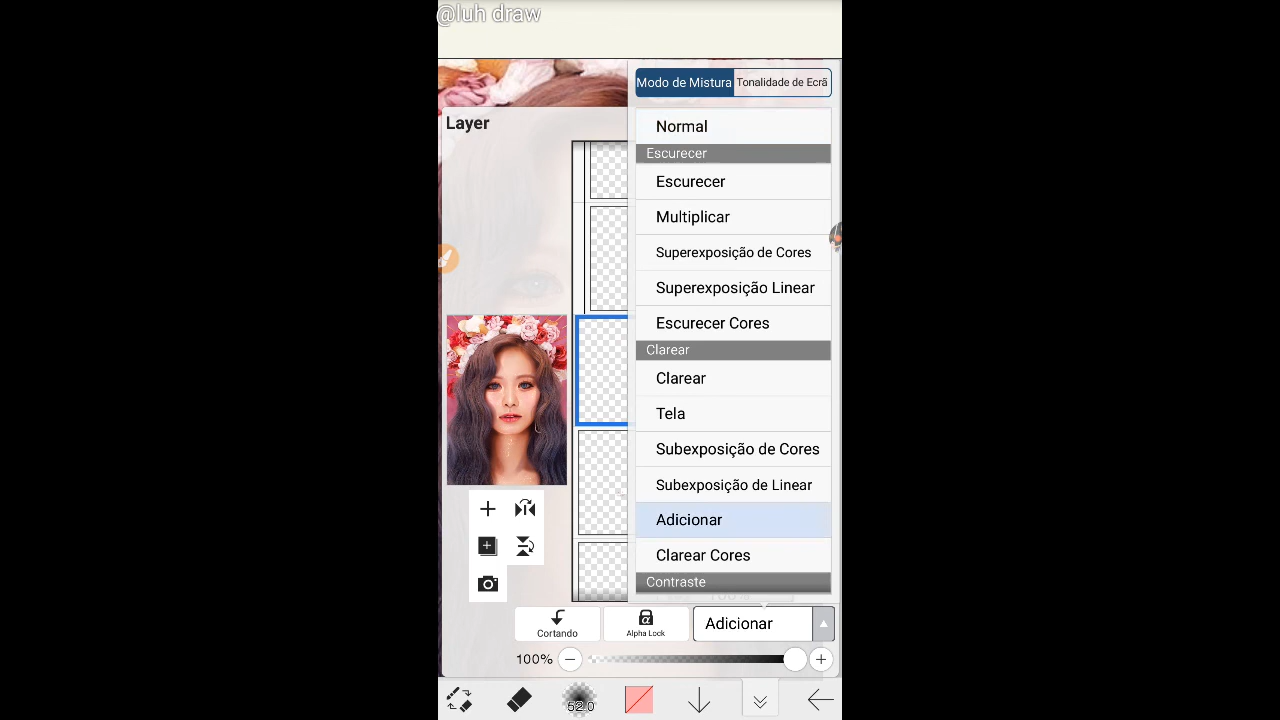 @luh draw
Modo de Mistura
Tonalidade de Ecrã
Layer
Normal
Escurecer
Escurecer
Multiplicar
Superexposição de Cores
Superexposição Linear
Escurecer Cores
Clarear
Clarear
Tela
Subexposição de Cores
Subexposição de Linear
Adicionar
Clarear Cores
Contraste
Cortando
Alpha Lock
Adicionar
100%
52.0